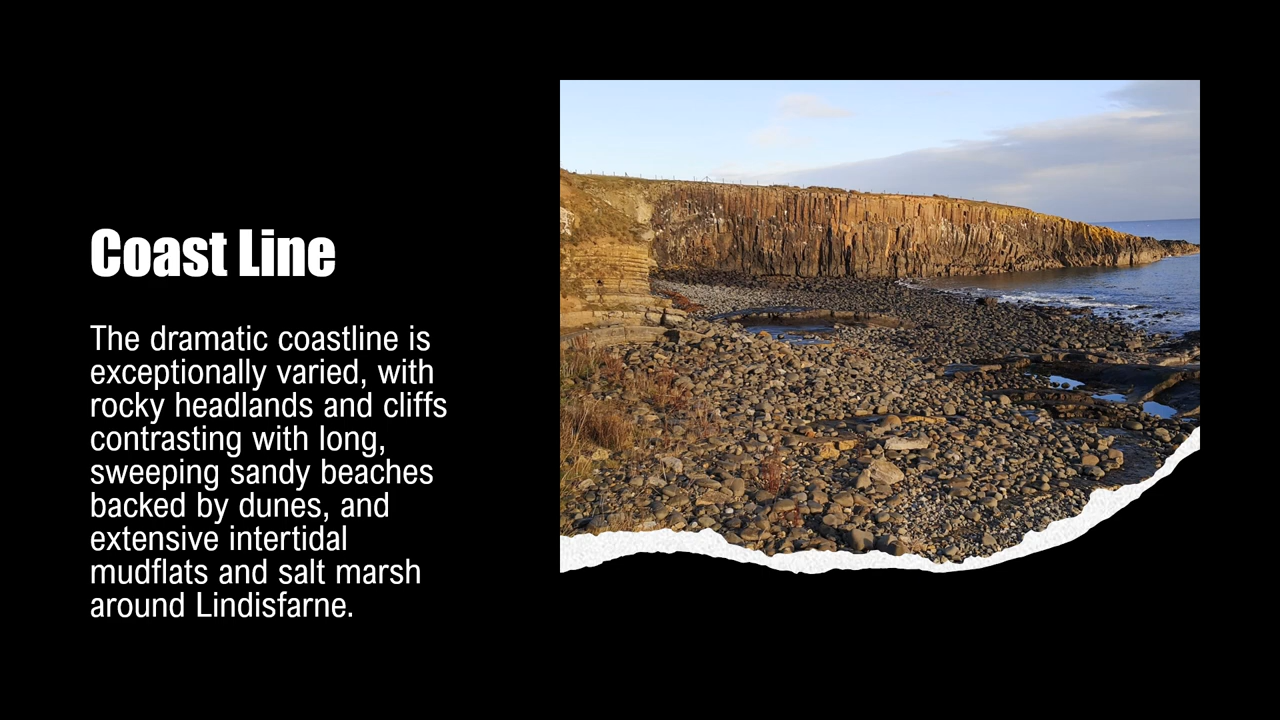 Coast Line
The dramatic coastline is
exceptionally varied, with
rocky headlands and cliffs
contrasting with long,
sweeping sandy beaches
backed by dunes, and
extensive intertidal
mudflats and salt marsh
around Lindisfarne.